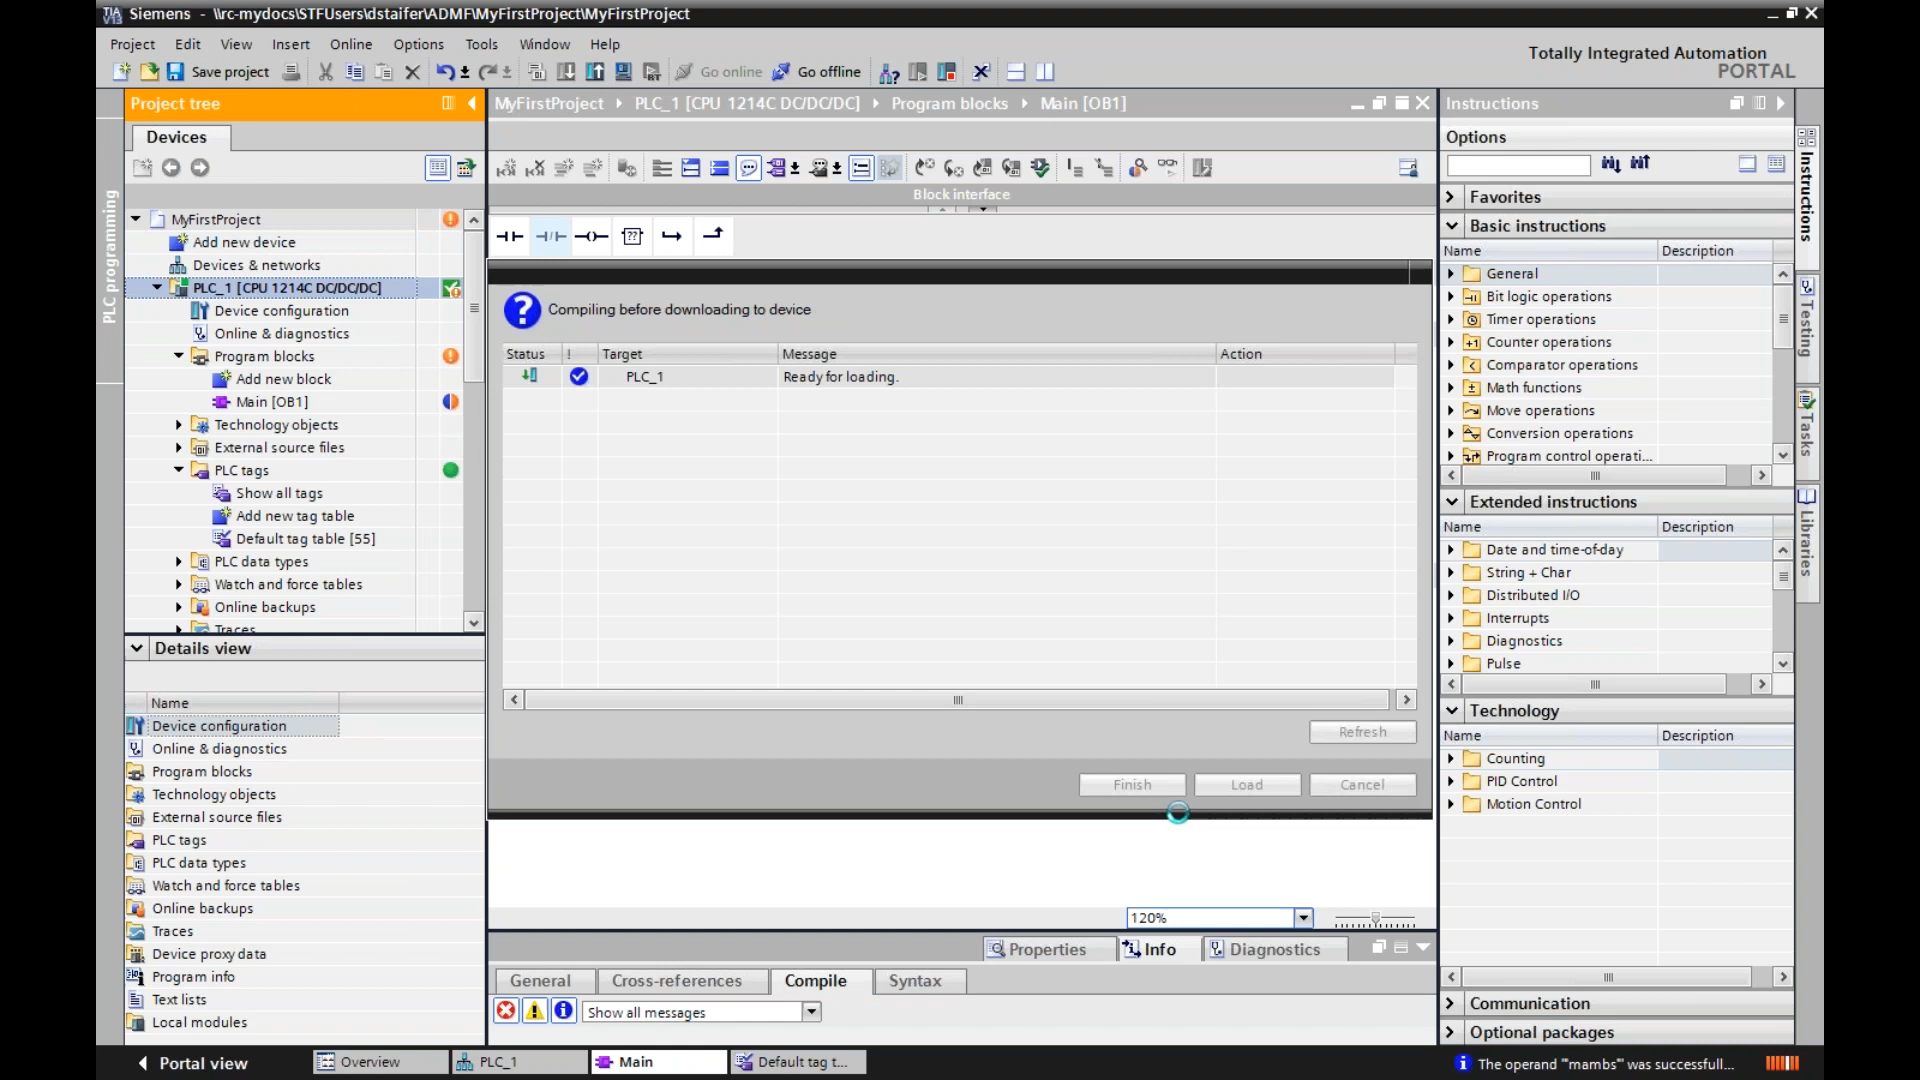 Siemens - \\rc-mydocs\STFUsers\dstaifer\ADMF\MyFirstProject\MyFirstProject
Project Edit View Insert Online Options Tools Window Help
Totally Integrated Automation
PORTAL
Save project
Go online
Go offline
Project tree
MyFirstProject PLC_1 [CPU 1214C DC/DC/DC] Program blocks Main [OB1]
Instructions
Devices
Options
Block interface
PLC programming
MyFirstProject
Add new device
Devices & networks
PLC_1 [CPU 1214C DC/DC/DC]
Device configuration
Online & diagnostics
Program blocks
Add new block
Main [OB1]
Technology objects
External source files
PLC tags
Show all tags
Add new tag table
Default tag table [55]
PLC data types
Watch and force tables
Online backups
Traces
Details view
Name
Device configuration
Online & diagnostics
Program blocks
Technology objects
External source files
PLC tags
PLC data types
Watch and force tables
Online backups
Traces
Device proxy data
Program info
Text lists
Local modules
Compiling before downloading to device
Status ! Target Message Action
PLC_1 Ready for loading.
Refresh
Finish Load Cancel
120%
Properties Info Diagnostics
General Cross-references Compile Syntax
Show all messages
Favorites
Basic instructions
Name Description
General
Bit logic operations
Timer operations
Counter operations
Comparator operations
Math functions
Move operations
Conversion operations
Program control operati...
Extended instructions
Name Description
Date and time-of-day
String + Char
Distributed I/O
Interrupts
Diagnostics
Pulse
Technology
Name Description
Counting
PID Control
Motion Control
Communication
Optional packages
Instructions
Testing
Tasks
Libraries
Portal view
Overview
PLC_1
Main
Default tag t...
The operand '"mambs"' was successfull...